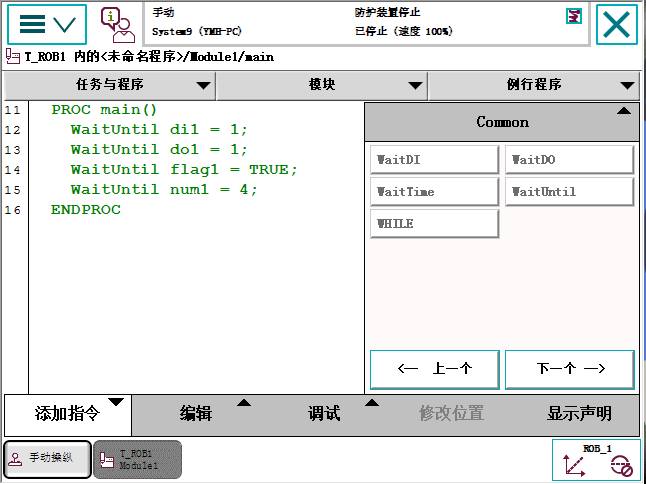 手动
System9 (YMH-PC)
防护装置停止
已停止 (速度 100%)
T_ROB1 内的<未命名程序>/Module1/main
任务与程序
模块
例行程序
11 PROC main()
12 WaitUntil di1 = 1;
13 WaitUntil do1 = 1;
14 WaitUntil flag1 = TRUE;
15 WaitUntil num1 = 4;
16 ENDPROC
Common
WaitDI
WaitDO
WaitTime
WaitUntil
WHILE
<— 上一个
下一个 —>
添加指令
编辑
调试
修改位置
显示声明
手动操纵
T_ROB1
Module1
ROB_1